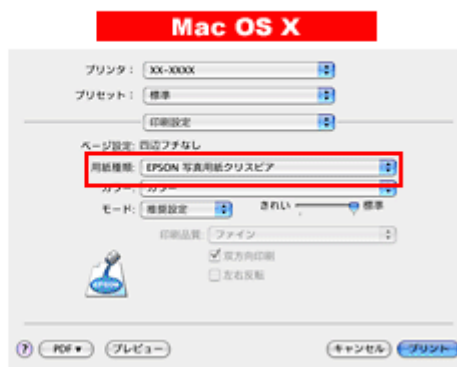 Mac OS X
プリンタ： XX-XXXX
プリセット： 標準
印刷設定
ページ設定: 四辺フチなし
用紙種類: EPSON 写真用紙クリスピア
カラー: カラー
モード: 推奨設定 きれい 標準
印刷品質: ファイン
双方向印刷
左右反転
EPSON
? PDF▼ プレビュー キャンセル プリント